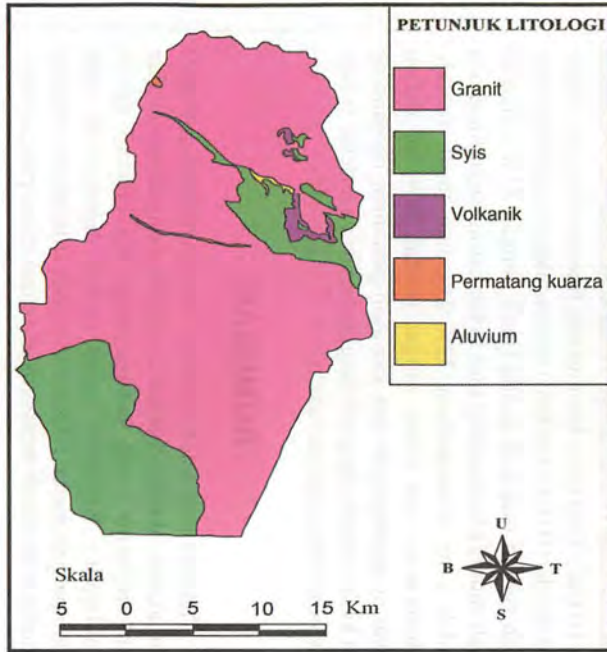 PETUNJUK LITOLOGI
Granit
Syis
Volkanik
Permatang kuarza
Aluvium
U
B T
S
Skala
5 0 5 10 15 Km